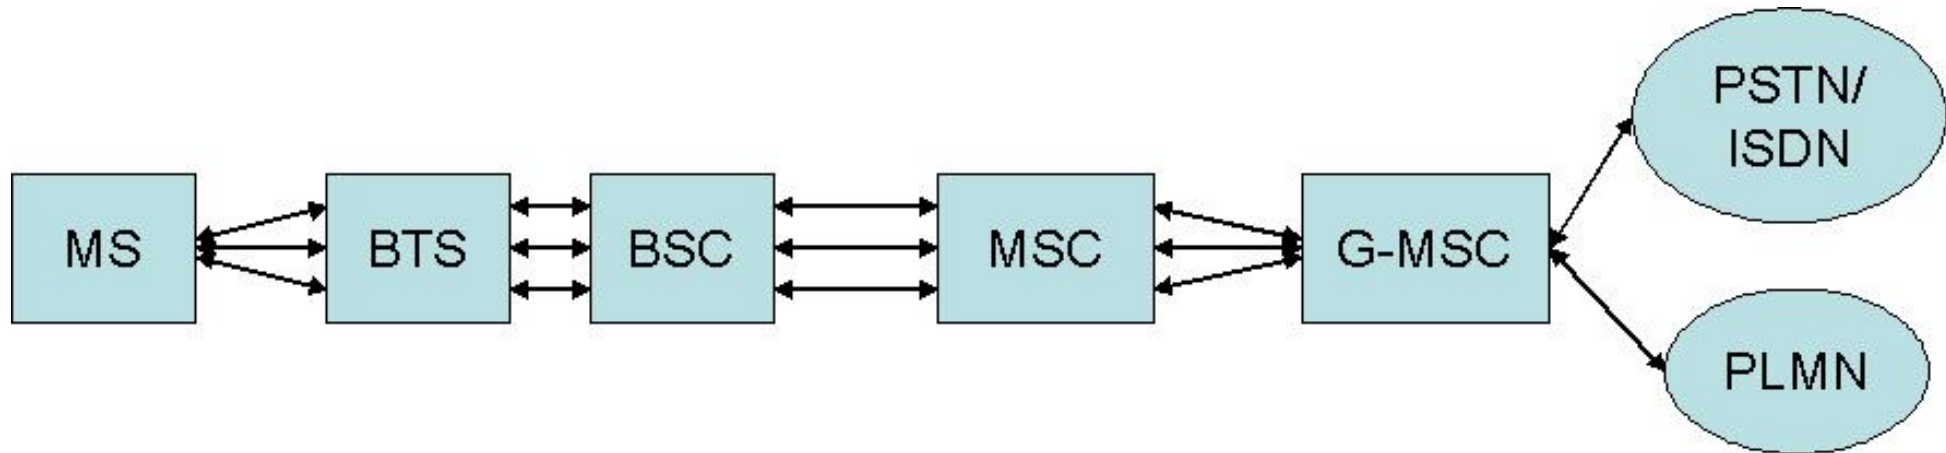 MS
BTS
BSC
MSC
G-MSC
PSTN/
ISDN
PLMN